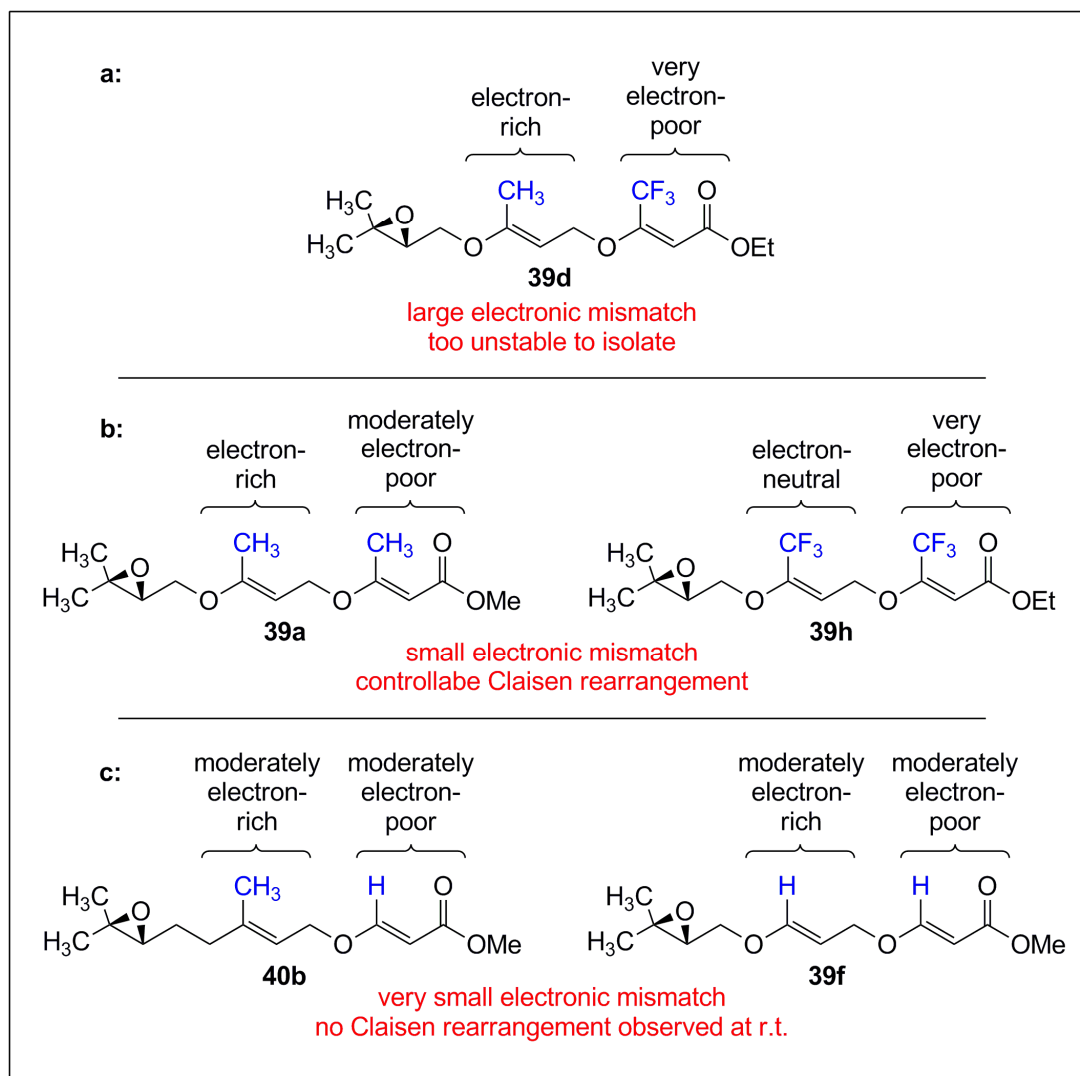 a:
electron-
rich
very
electron-
poor
CH3
CF3
O
H3C
H3C
O
O
O
OEt
39d
large electronic mismatch
too unstable to isolate
b:
electron-
rich
moderately
electron-
poor
CH3
CH3
O
H3C
H3C
O
O
O
OMe
39a
electron-
neutral
very
electron-
poor
CF3
CF3
O
H3C
H3C
O
O
O
OEt
39h
small electronic mismatch
controllabe Claisen rearrangement
c:
moderately
electron-
rich
moderately
electron-
poor
CH3
H
O
H3C
H3C
O
O
OMe
40b
moderately
electron-
rich
moderately
electron-
poor
H
H
O
H3C
H3C
O
O
O
OMe
39f
very small electronic mismatch
no Claisen rearrangement observed at r.t.